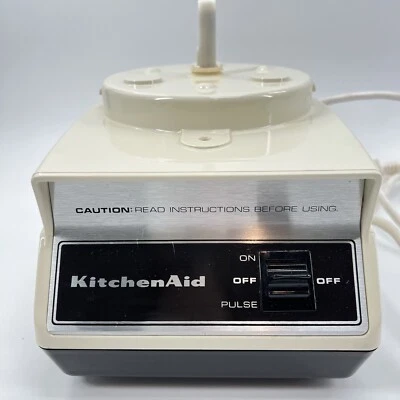 CAUTION: READ INSTRUCTIONS BEFORE USING.
ON
KitchenAid OFF OFF
PULSE